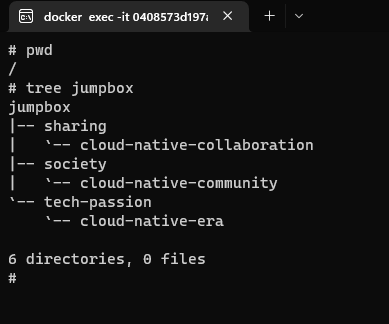 docker exec -it 0408573d197a
# pwd
/
# tree jumpbox
jumpbox
|-- sharing
|   `-- cloud-native-collaboration
|-- society
|   `-- cloud-native-community
`-- tech-passion
    `-- cloud-native-era

6 directories, 0 files
#